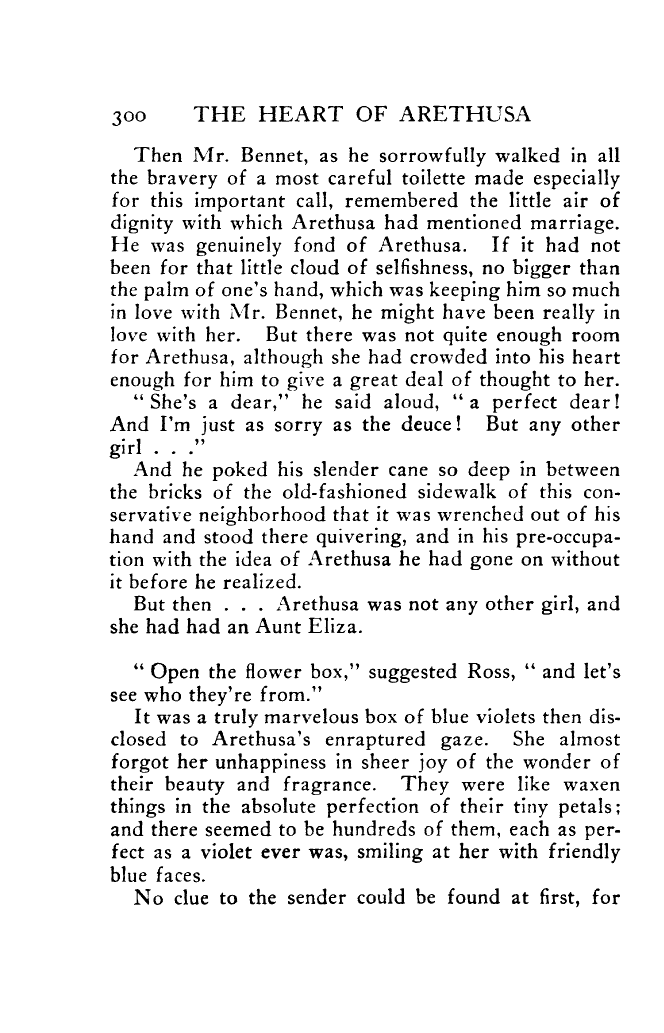 300 THE HEART OF ARETHUSA
Then Mr. Bennet, as he sorrowfully walked in all
the bravery of a most careful toilette made especially
for this important call, remembered the little air of
dignity with which Arethusa had mentioned marriage.
He was genuinely fond of Arethusa. If it had not
been for that little cloud of selfishness, no bigger than
the palm of one's hand, which was keeping him so much
in love with Mr. Bennet, he might have been really in
love with her. But there was not quite enough room
for Arethusa, although she had crowded into his heart
enough for him to give a great deal of thought to her.
“She's a dear,” he said aloud, “a perfect dear!
And I'm just as sorry as the deuce! But any other
girl . . .”
And he poked his slender cane so deep in between
the bricks of the old-fashioned sidewalk of this con-
servative neighborhood that it was wrenched out of his
hand and stood there quivering, and in his pre-occupa-
tion with the idea of Arethusa he had gone on without
it before he realized.
But then . . . Arethusa was not any other girl, and
she had had an Aunt Eliza.
“Open the flower box,” suggested Ross, “and let's
see who they're from.”
It was a truly marvelous box of blue violets then dis-
closed to Arethusa's enraptured gaze. She almost
forgot her unhappiness in sheer joy of the wonder of
their beauty and fragrance. They were like waxen
things in the absolute perfection of their tiny petals;
and there seemed to be hundreds of them, each as per-
fect as a violet ever was, smiling at her with friendly
blue faces.
No clue to the sender could be found at first, for